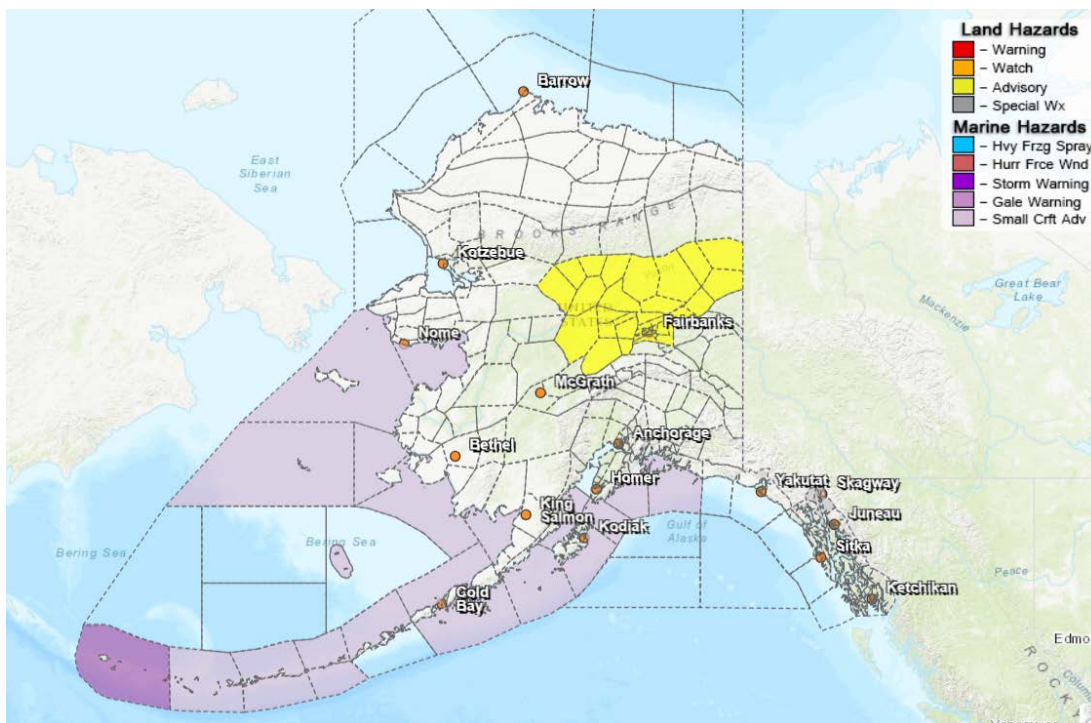 Land Hazards
– Warning
– Watch
– Advisory
– Special Wx
Marine Hazards
– Hvy Frzg Spray
– Hurr Frce Wnd
– Storm Warning
– Gale Warning
– Small Crft Adv
Barrow
East
Siberian
Sea
BROOKS RANGE
Kotzebue
Great Bear
Lake
Mackenzie
UNITED
STATES
Fairbanks
Nome
McGrath
Anchorage
Bethel
Homer
Yakutat
Skagway
King
Salmon
Kodiak
Gulf of
Alaska
Juneau
Bering Sea
Bering Sea
Sitka
Peace
Cold
Bay
Ketchikan
Edmo